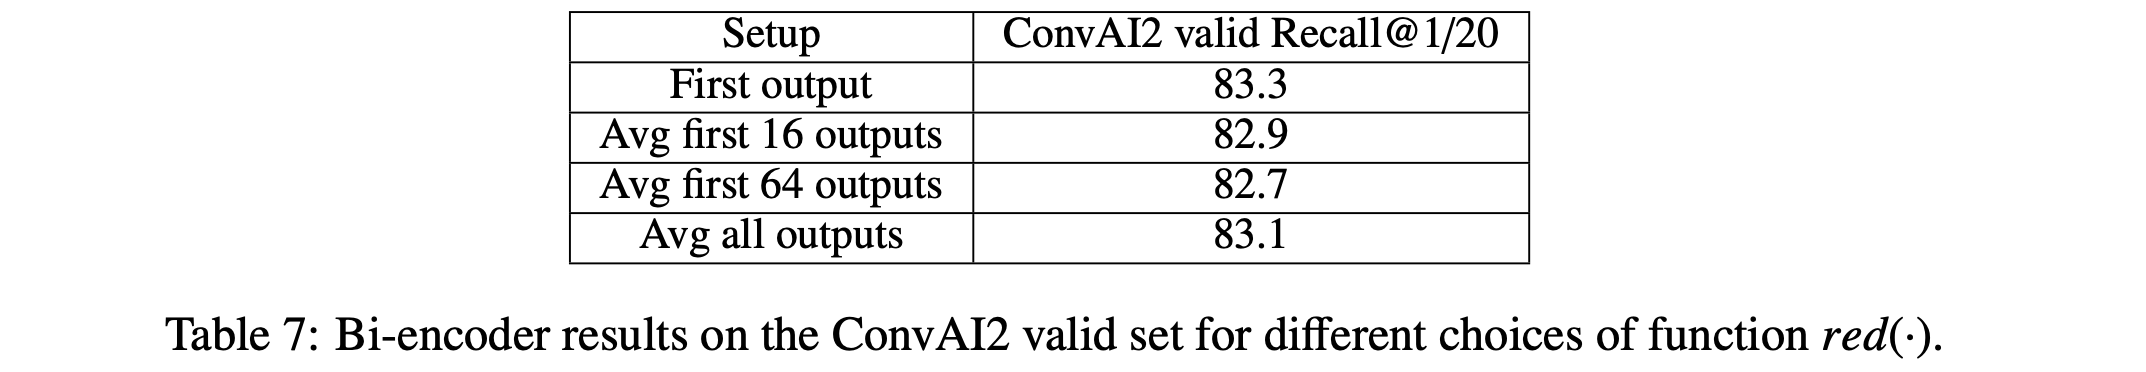 Setup ConvAI2 valid Recall@1/20
First output 83.3
Avg first 16 outputs 82.9
Avg first 64 outputs 82.7
Avg all outputs 83.1
Table 7: Bi-encoder results on the ConvAI2 valid set for different choices of function red(·).